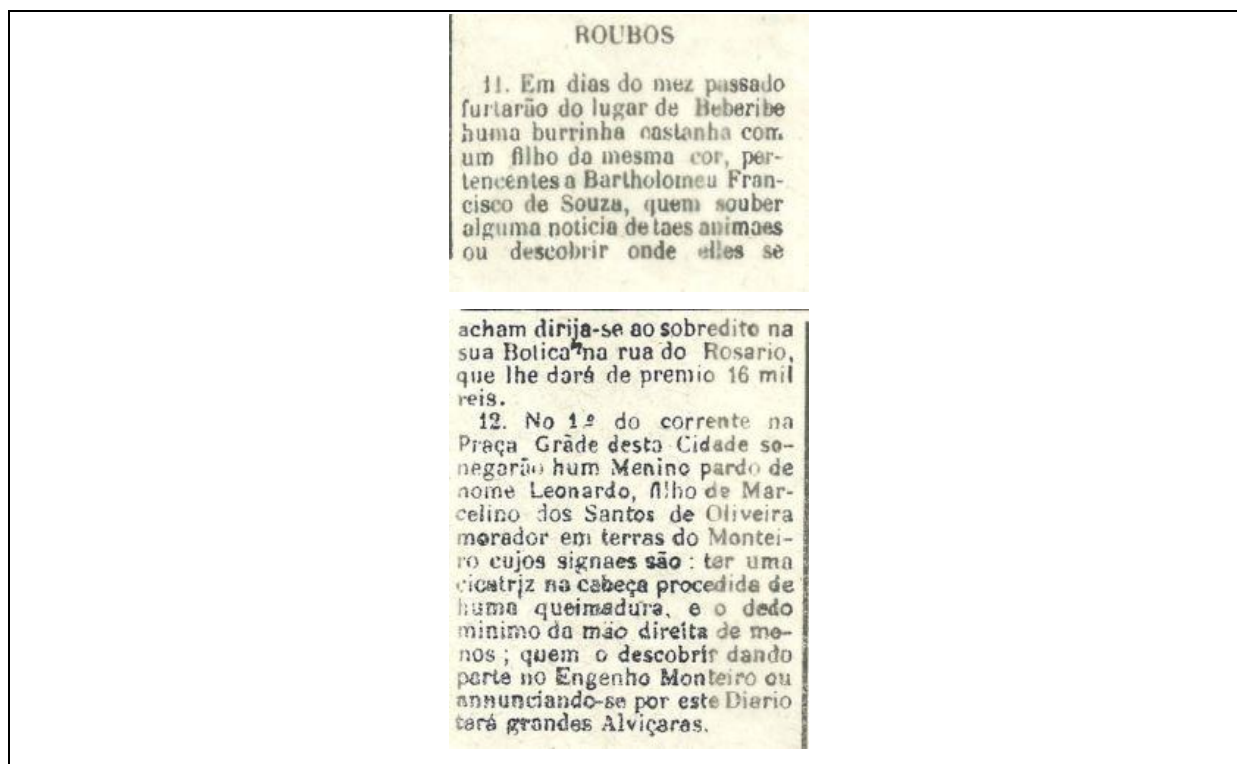 ROUBOS
11. Em dias do mez passado
furtarão do lugar de Beberibe
huma burrinha castanha com
um filho da mesma cor, per-
tencentes a Bartholomeu Fran-
cisco de Souza, quem souber
alguma noticia de taes animaes
ou descobrir onde elles se
acham dirija-se ao sobredito na
sua Botica na rua do Rosario,
que lhe dará de premio 16 mil
reis.
12. No 1º do corrente na
Praça Grãde desta Cidade so-
negarão hum Menino pardo de
nome Leonardo, filho de Mar-
celino dos Santos de Oliveira
morador em terras do Montei-
ro cujos signaes são : ter uma
cicatriz na cabeça procedida de
huma queimadura, e o dedo
minimo da mão direita de me-
nos ; quem o descobrir dando
parte no Engenho Monteiro ou
annunciando-se por este Diario
terá grandes Alviçaras.